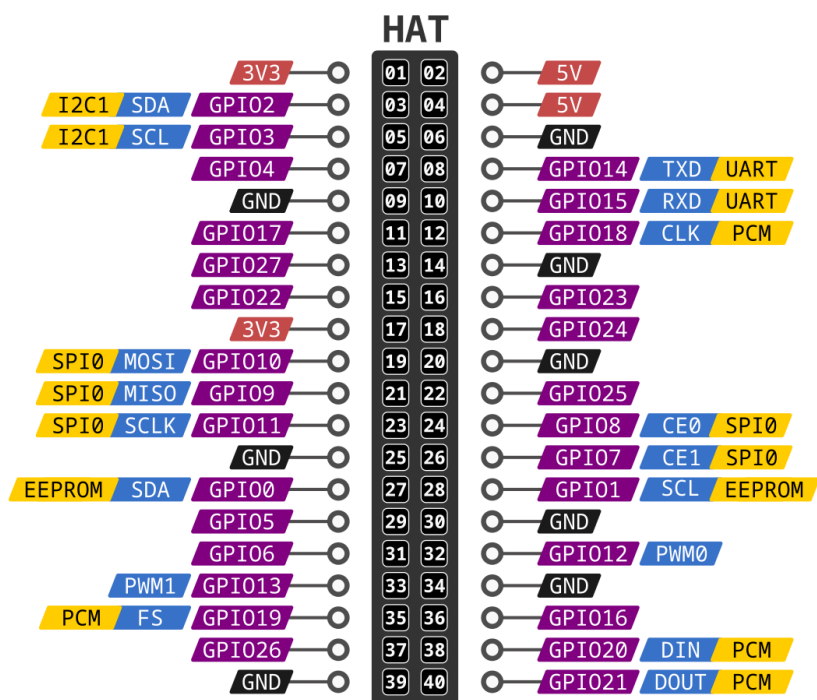 HAT
3V3 01 02 5V
I2C1 SDA GPIO2 03 04 5V
I2C1 SCL GPIO3 05 06 GND
GPIO4 07 08 GPIO14 TXD UART
GND 09 10 GPIO15 RXD UART
GPIO17 11 12 GPIO18 CLK PCM
GPIO27 13 14 GND
GPIO22 15 16 GPIO23
3V3 17 18 GPIO24
SPI0 MOSI GPIO10 19 20 GND
SPI0 MISO GPIO9 21 22 GPIO25
SPI0 SCLK GPIO11 23 24 GPIO8 CE0 SPI0
GND 25 26 GPIO7 CE1 SPI0
EEPROM SDA GPIO0 27 28 GPIO1 SCL EEPROM
GPIO5 29 30 GND
GPIO6 31 32 GPIO12 PWM0
PWM1 GPIO13 33 34 GND
PCM FS GPIO19 35 36 GPIO16
GPIO26 37 38 GPIO20 DIN PCM
GND 39 40 GPIO21 DOUT PCM